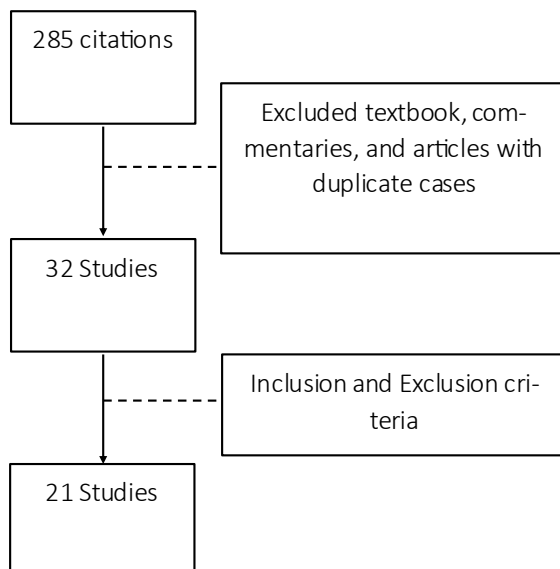 285 citations
Excluded textbook, com-
mentaries, and articles with
duplicate cases
32 Studies
Inclusion and Exclusion cri-
teria
21 Studies